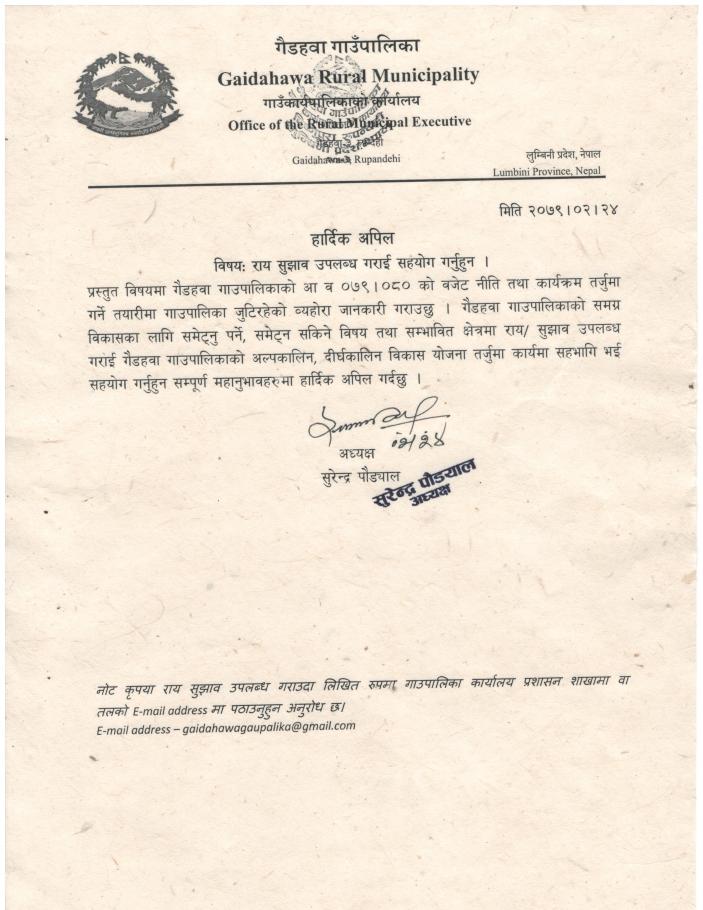 गैडहवा गाउँपालिका
Gaidahawa Rural Municipality
गाउँकार्यपालिकाको कार्यालय
Office of the Rural Municipal Executive
Gaidahawa, Rupandehi
लुम्बिनी प्रदेश, नेपाल
Lumbini Province, Nepal
मिति २०७९।०२।२४
हार्दिक अपिल
विषय: राय सुझाव उपलब्ध गराई सहयोग गर्नुहुन ।
प्रस्तुत विषयमा गैडहवा गाउपालिकाको आ व ०७९।०८० को वजेट नीति तथा कार्यक्रम तर्जुमा
गर्ने तयारीमा गाउपालिका जुटिरहेको व्यहोरा जानकारी गराउछु । गैडहवा गाउपालिकाको समग्र
विकासका लागि समेट्नु पर्ने, समेट्न सकिने विषय तथा सम्भावित क्षेत्रमा राय/ सुझाव उपलब्ध
गराई गैडहवा गाउपालिकाको अल्पकालिन, दीर्घकालिन विकास योजना तर्जुमा कार्यमा सहभागि भई
सहयोग गर्नुहुन सम्पूर्ण महानुभावहरुमा हार्दिक अपिल गर्दछु ।
अध्यक्ष
सुरेन्द्र पौड्याल
सुरेन्द्र पौडयाल
अध्यक्ष
नोट कृपया राय सुझाव उपलब्ध गराउदा लिखित रुपमा गाउपालिका कार्यालय प्रशासन शाखामा वा
तलको E-mail address मा पठाउनुहुन अनुरोध छ।
E-mail address – gaidahawagaupalika@gmail.com